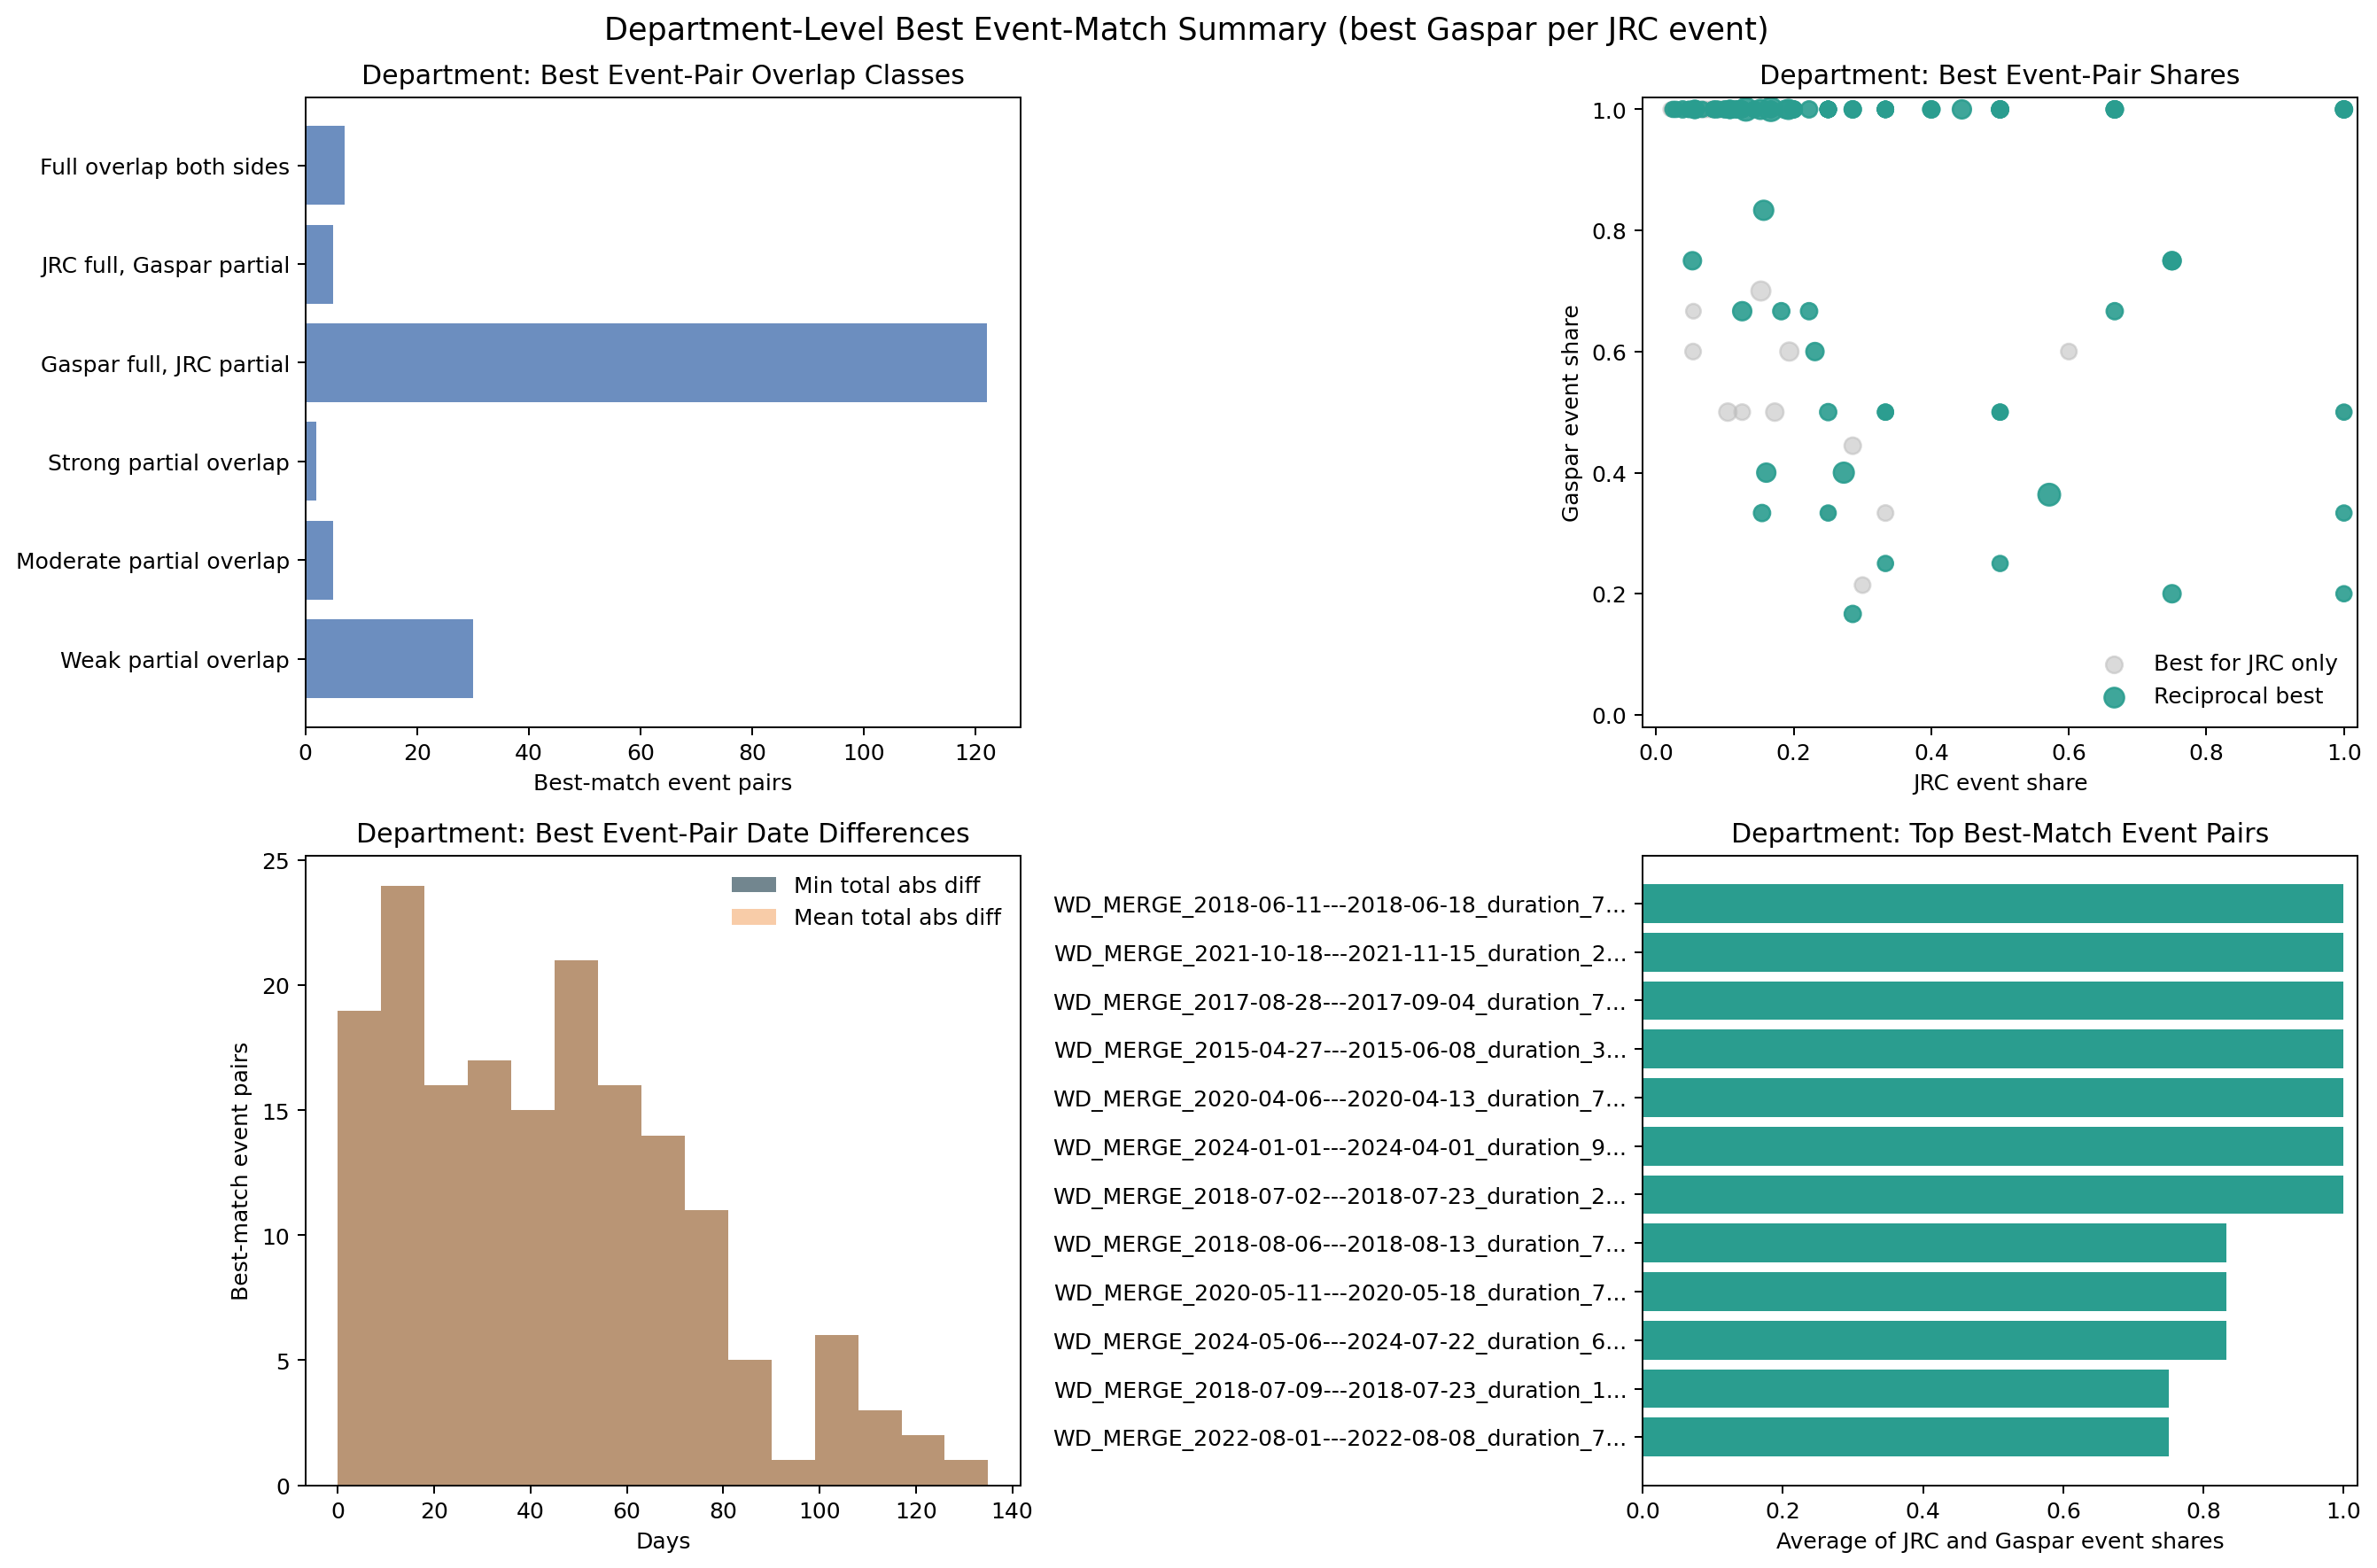 Department-Level Best Event-Match Summary (best Gaspar per JRC event)
Department: Best Event-Pair Overlap Classes
Full overlap both sides
JRC full, Gaspar partial
Gaspar full, JRC partial
Strong partial overlap
Moderate partial overlap
Weak partial overlap
0 20 40 60 80 100 120
Best-match event pairs
Department: Best Event-Pair Shares
Gaspar event share
1.0
0.8
0.6
0.4
0.2
0.0
Best for JRC only
Reciprocal best
0.0 0.2 0.4 0.6 0.8 1.0
JRC event share
Department: Best Event-Pair Date Differences
Best-match event pairs
25
20
15
10
5
0
Min total abs diff
Mean total abs diff
0 20 40 60 80 100 120 140
Days
Department: Top Best-Match Event Pairs
WD_MERGE_2018-06-11---2018-06-18_duration_7...
WD_MERGE_2021-10-18---2021-11-15_duration_2...
WD_MERGE_2017-08-28---2017-09-04_duration_7...
WD_MERGE_2015-04-27---2015-06-08_duration_3...
WD_MERGE_2020-04-06---2020-04-13_duration_7...
WD_MERGE_2024-01-01---2024-04-01_duration_9...
WD_MERGE_2018-07-02---2018-07-23_duration_2...
WD_MERGE_2018-08-06---2018-08-13_duration_7...
WD_MERGE_2020-05-11---2020-05-18_duration_7...
WD_MERGE_2024-05-06---2024-07-22_duration_6...
WD_MERGE_2018-07-09---2018-07-23_duration_1...
WD_MERGE_2022-08-01---2022-08-08_duration_7...
0.0 0.2 0.4 0.6 0.8 1.0
Average of JRC and Gaspar event shares